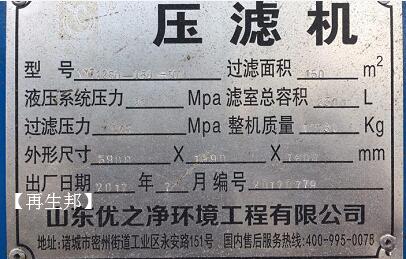 压滤机
型号 过滤面积 150 m²
液压系统压力 Mpa 滤室总容积 L
过滤压力 Mpa 整机质量 Kg
外形尺寸 X X mm
出厂日期 2012 年 月 编号
【再生邦】
山东优之净环境工程有限公司
地址:诸城市密州街道工业区永安路151号 国内售后服务热线:400-995-0075